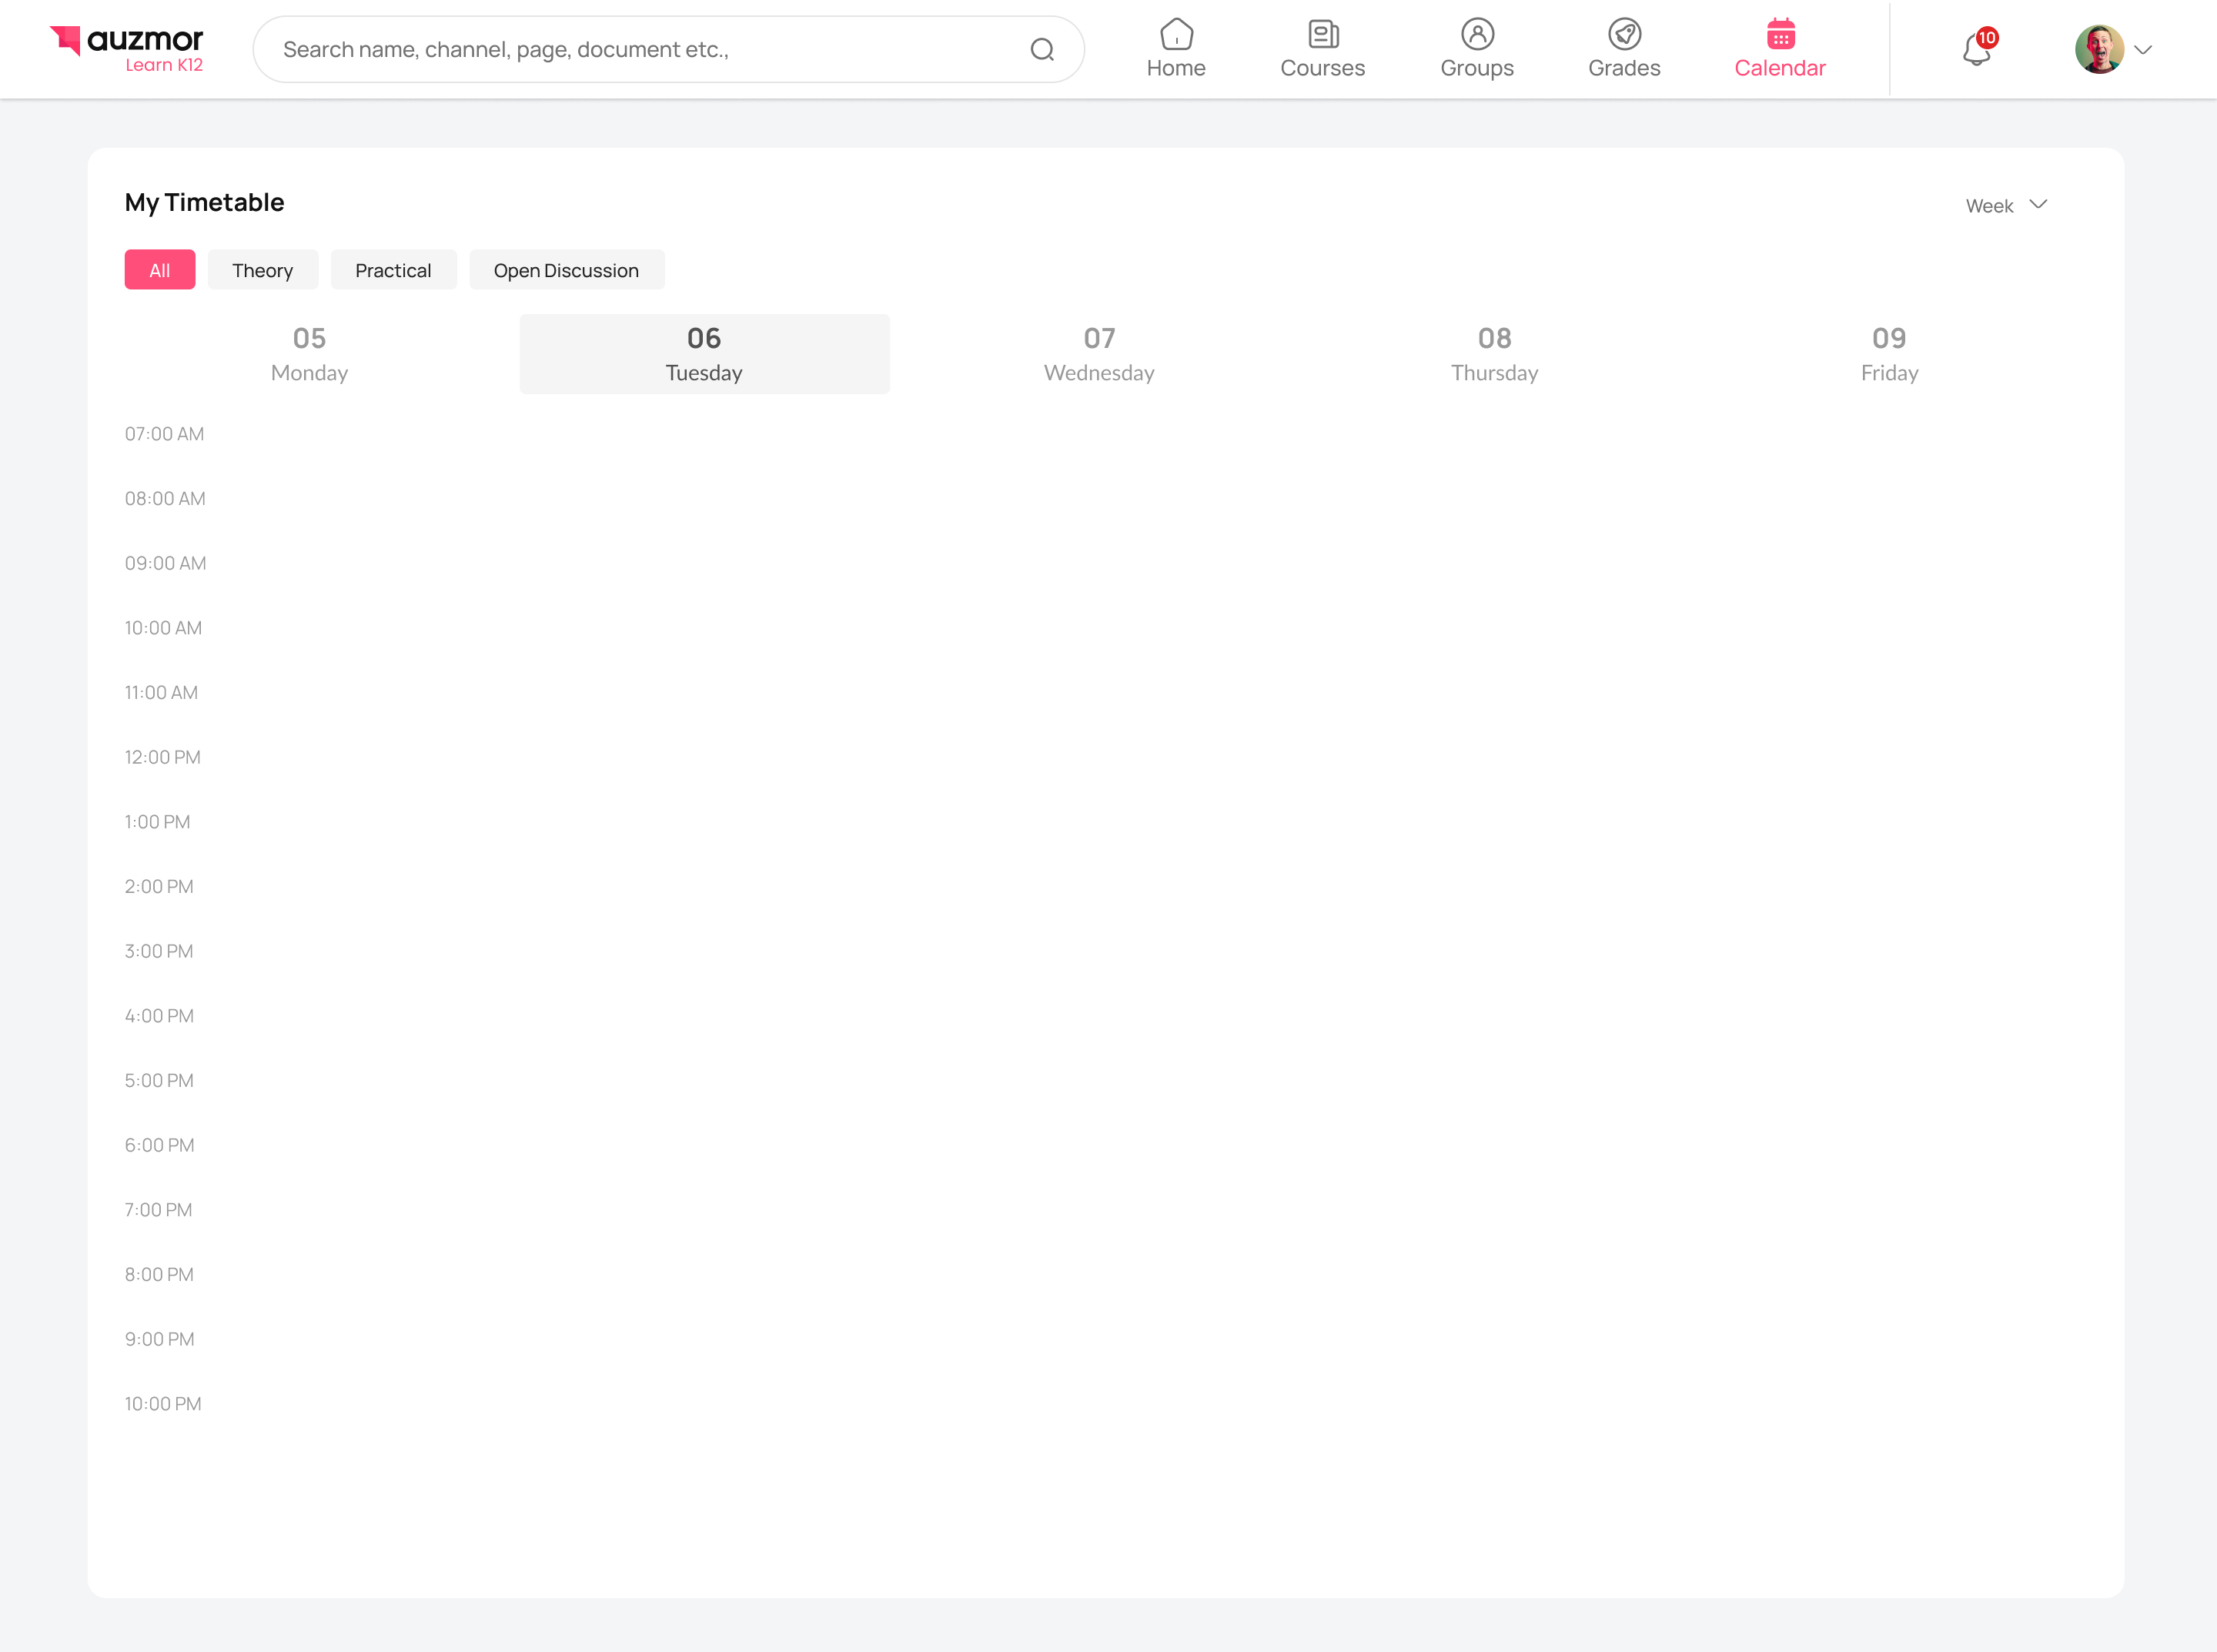 auzmor
Learn K12
Search name, channel, page, document etc.,
Home
Courses
Groups
Grades
Calendar
10
My Timetable
Week
All
Theory
Practical
Open Discussion
05
Monday
06
Tuesday
07
Wednesday
08
Thursday
09
Friday
07:00 AM
08:00 AM
09:00 AM
10:00 AM
11:00 AM
12:00 PM
1:00 PM
2:00 PM
3:00 PM
4:00 PM
5:00 PM
6:00 PM
7:00 PM
8:00 PM
9:00 PM
10:00 PM